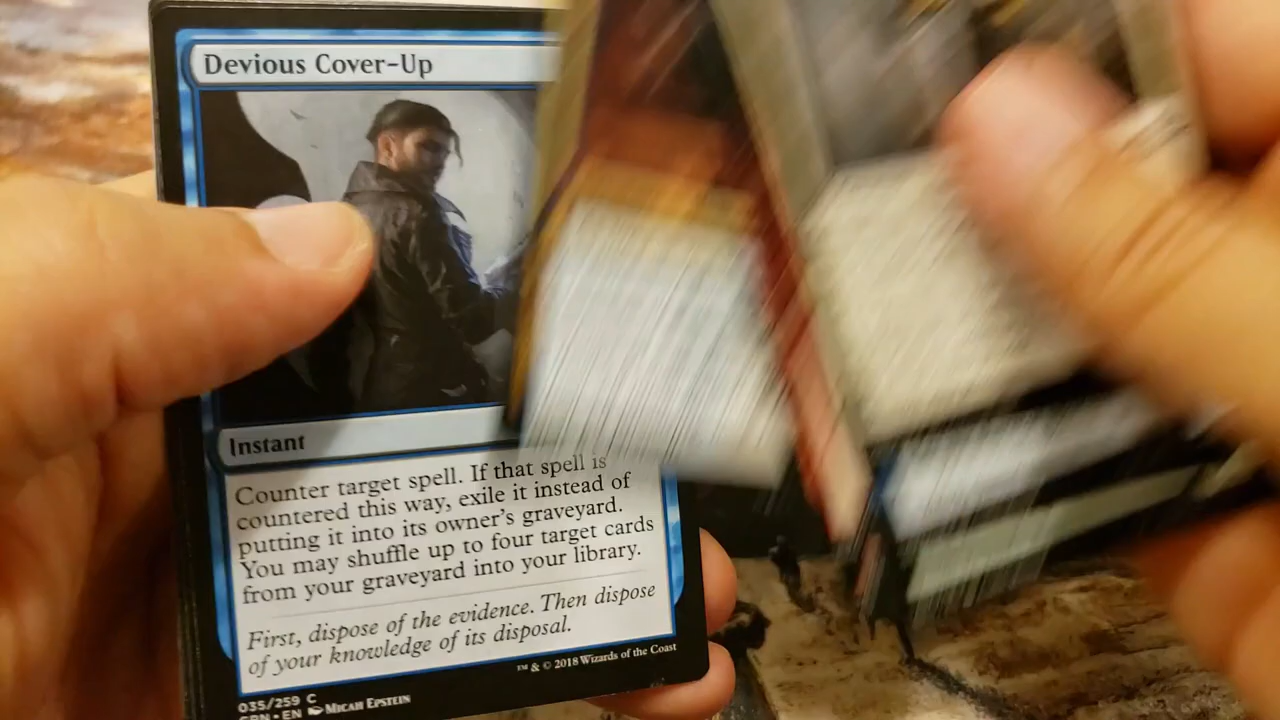 Devious Cover-Up
Instant
Counter target spell. If that spell is
countered this way, exile it instead of
putting it into its owner's graveyard.
You may shuffle up to four target cards
from your graveyard into your library.
First, dispose of the evidence. Then dispose
of your knowledge of its disposal.
™ & © 2018 Wizards of the Coast
035/259 C
GRN • EN Micah Epstein